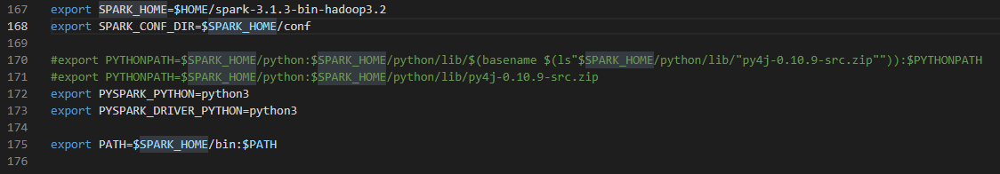 167 export SPARK_HOME=$HOME/spark-3.1.3-bin-hadoop3.2
168 export SPARK_CONF_DIR=$SPARK_HOME/conf
169
170 #export PYTHONPATH=$SPARK_HOME/python:$SPARK_HOME/python/lib/$(basename $(ls"$SPARK_HOME/python/lib/"py4j-0.10.9-src.zip"")):$PYTHONPATH
171 #export PYTHONPATH=$SPARK_HOME/python:$SPARK_HOME/python/lib/py4j-0.10.9-src.zip
172 export PYSPARK_PYTHON=python3
173 export PYSPARK_DRIVER_PYTHON=python3
174
175 export PATH=$SPARK_HOME/bin:$PATH
176